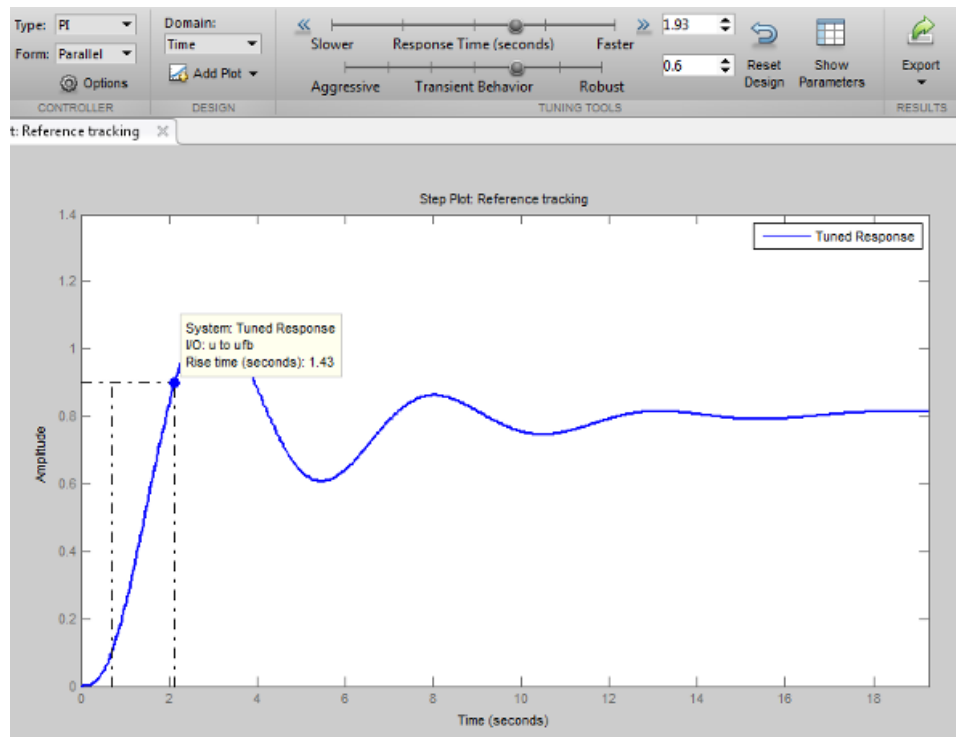 Type: PI
Form: Parallel
Options
CONTROLLER
Domain:
Time
Add Plot
DESIGN
Slower Response Time (seconds) Faster
1.93
Aggressive Transient Behavior Robust
0.6
TUNING TOOLS
Reset
Design
Show
Parameters
Export
RESULTS
t: Reference tracking
Step Plot: Reference tracking
Tuned Response
System: Tuned Response
I/O: u to ufb
Rise time (seconds): 1.43
Amplitude
1.4
1.2
1
0.8
0.6
0.4
0.2
0
0 2 4 6 8 10 12 14 16 18
Time (seconds)